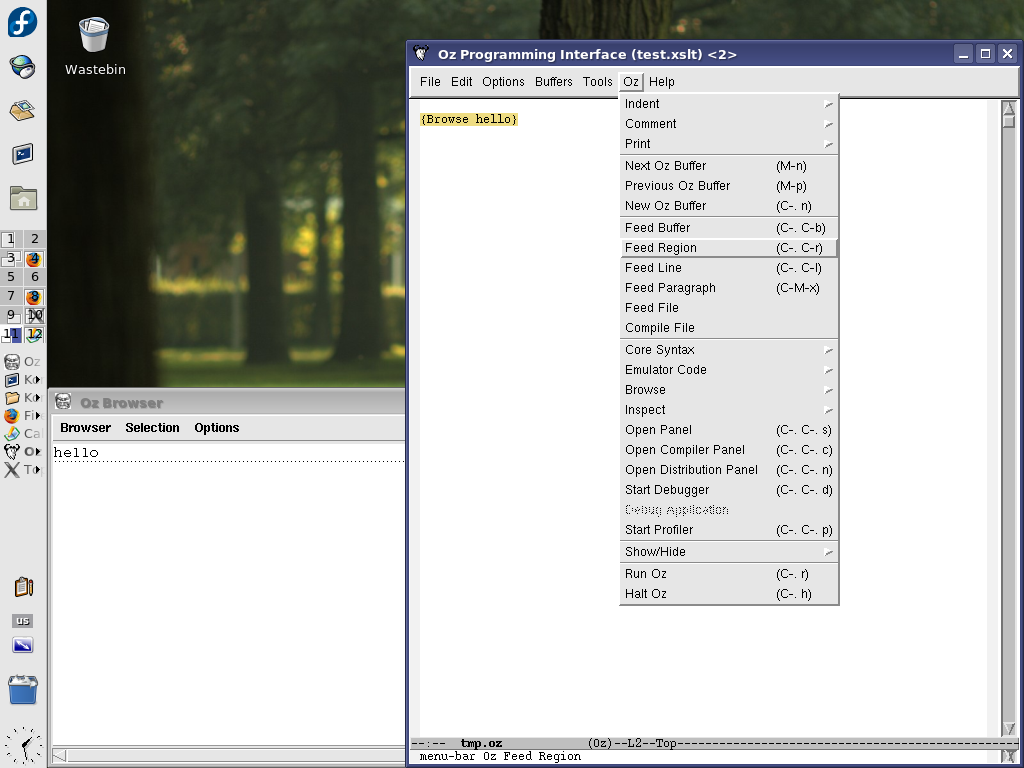 Wastebin
Oz Programming Interface (test.xslt) <2>
File Edit Options Buffers Tools Oz Help
{Browse hello}
Indent
Comment
Print
Next Oz Buffer (M-n)
Previous Oz Buffer (M-p)
New Oz Buffer (C-. n)
Feed Buffer (C-. C-b)
Feed Region (C-. C-r)
Feed Line (C-. C-l)
Feed Paragraph (C-M-x)
Feed File
Compile File
Core Syntax
Emulator Code
Browse
Inspect
Open Panel (C-. C-. s)
Open Compiler Panel (C-. C-. c)
Open Distribution Panel (C-. C-. n)
Start Debugger (C-. C-. d)
Debug Application
Start Profiler (C-. C-. p)
Show/Hide
Run Oz (C-. r)
Halt Oz (C-. h)
--:-- tmp.oz (Oz)--L2--Top--------------------------------------------------
menu-bar Oz Feed Region
Oz Browser
Browser Selection Options
hello
1 2
3 4
5 6
7 8
9 10
11 12
Oz
K
K
Fi
Cal
O
To
us